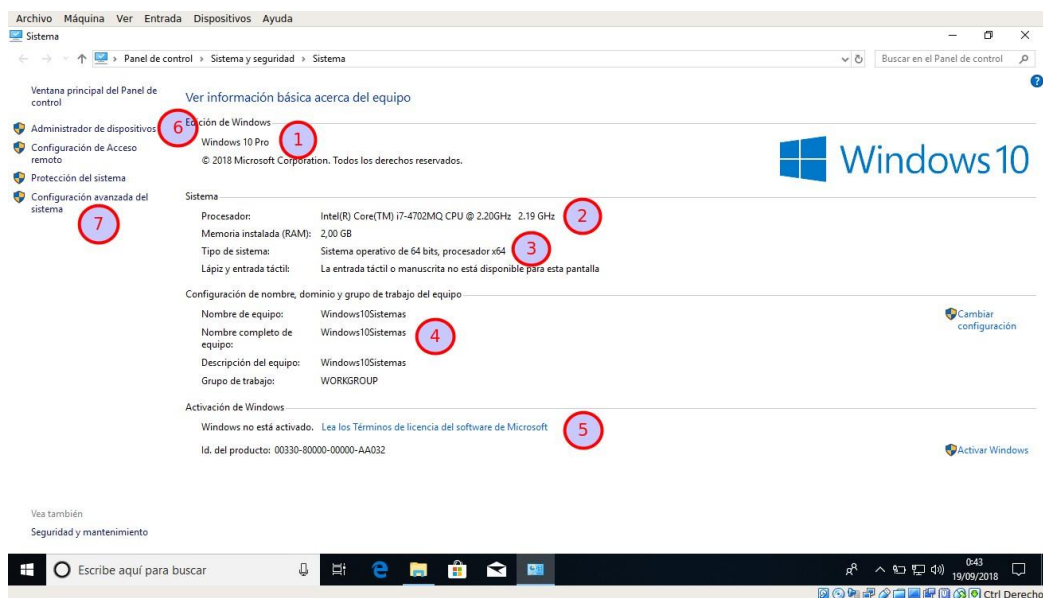 Archivo Máquina Ver Entrada Dispositivos Ayuda
Sistema
Panel de control > Sistema y seguridad > Sistema
Buscar en el Panel de control
?
Ventana principal del Panel de
control
Administrador de dispositivos
6
Configuración de Acceso
remoto
Protección del sistema
Configuración avanzada del
sistema
7
Ver información básica acerca del equipo
Edición de Windows
Windows 10 Pro
1
© 2018 Microsoft Corporation. Todos los derechos reservados.
Windows 10
Sistema
Procesador: Intel(R) Core(TM) i7-4702MQ CPU @ 2.20GHz 2.19 GHz
2
Memoria instalada (RAM): 2,00 GB
Tipo de sistema: Sistema operativo de 64 bits, procesador x64
3
Lápiz y entrada táctil: La entrada táctil o manuscrita no está disponible para esta pantalla
Configuración de nombre, dominio y grupo de trabajo del equipo
Nombre de equipo: Windows10Sistemas
Cambiar
configuración
Nombre completo de
equipo:
Windows10Sistemas
4
Descripción del equipo: Windows10Sistemas
Grupo de trabajo: WORKGROUP
Activación de Windows
Windows no está activado. Lea los Términos de licencia del software de Microsoft
5
Id. del producto: 00330-80000-00000-AA032
Activar Windows
Vea también
Seguridad y mantenimiento
Escribe aquí para buscar
0:43
19/09/2018
Ctrl Derecho